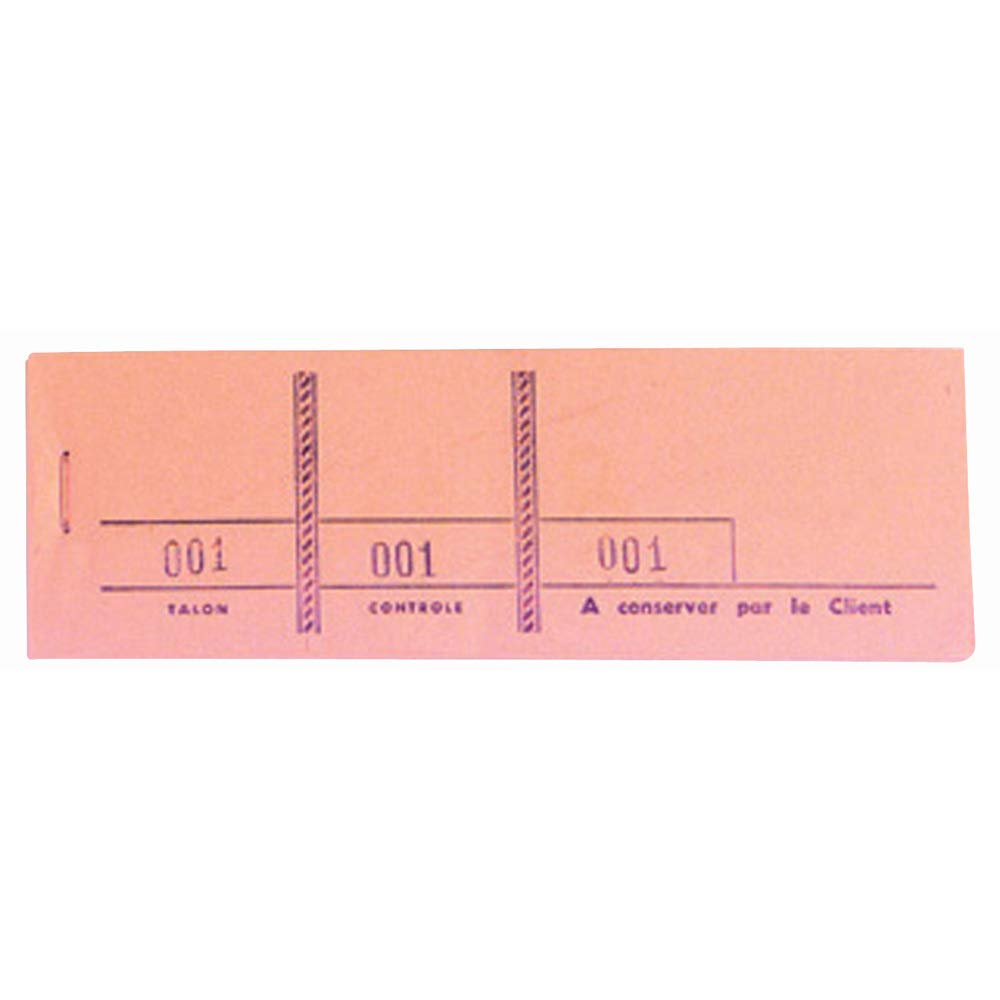 001 001 001
TALON CONTROLE A conserver par le Client